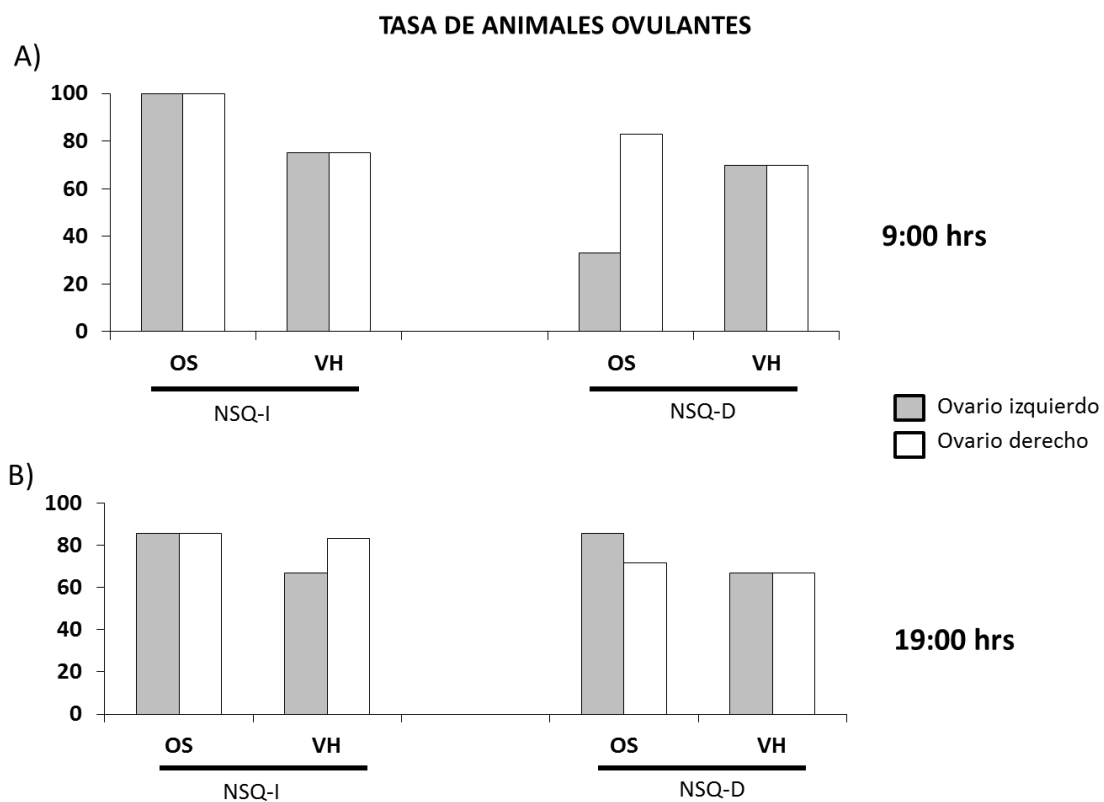 TASA DE ANIMALES OVULANTES
A)
100
80
60
40
20
0
OS VH OS VH
NSQ-I NSQ-D
9:00 hrs
Ovario izquierdo
Ovario derecho
B)
100
80
60
40
20
0
OS VH OS VH
NSQ-I NSQ-D
19:00 hrs